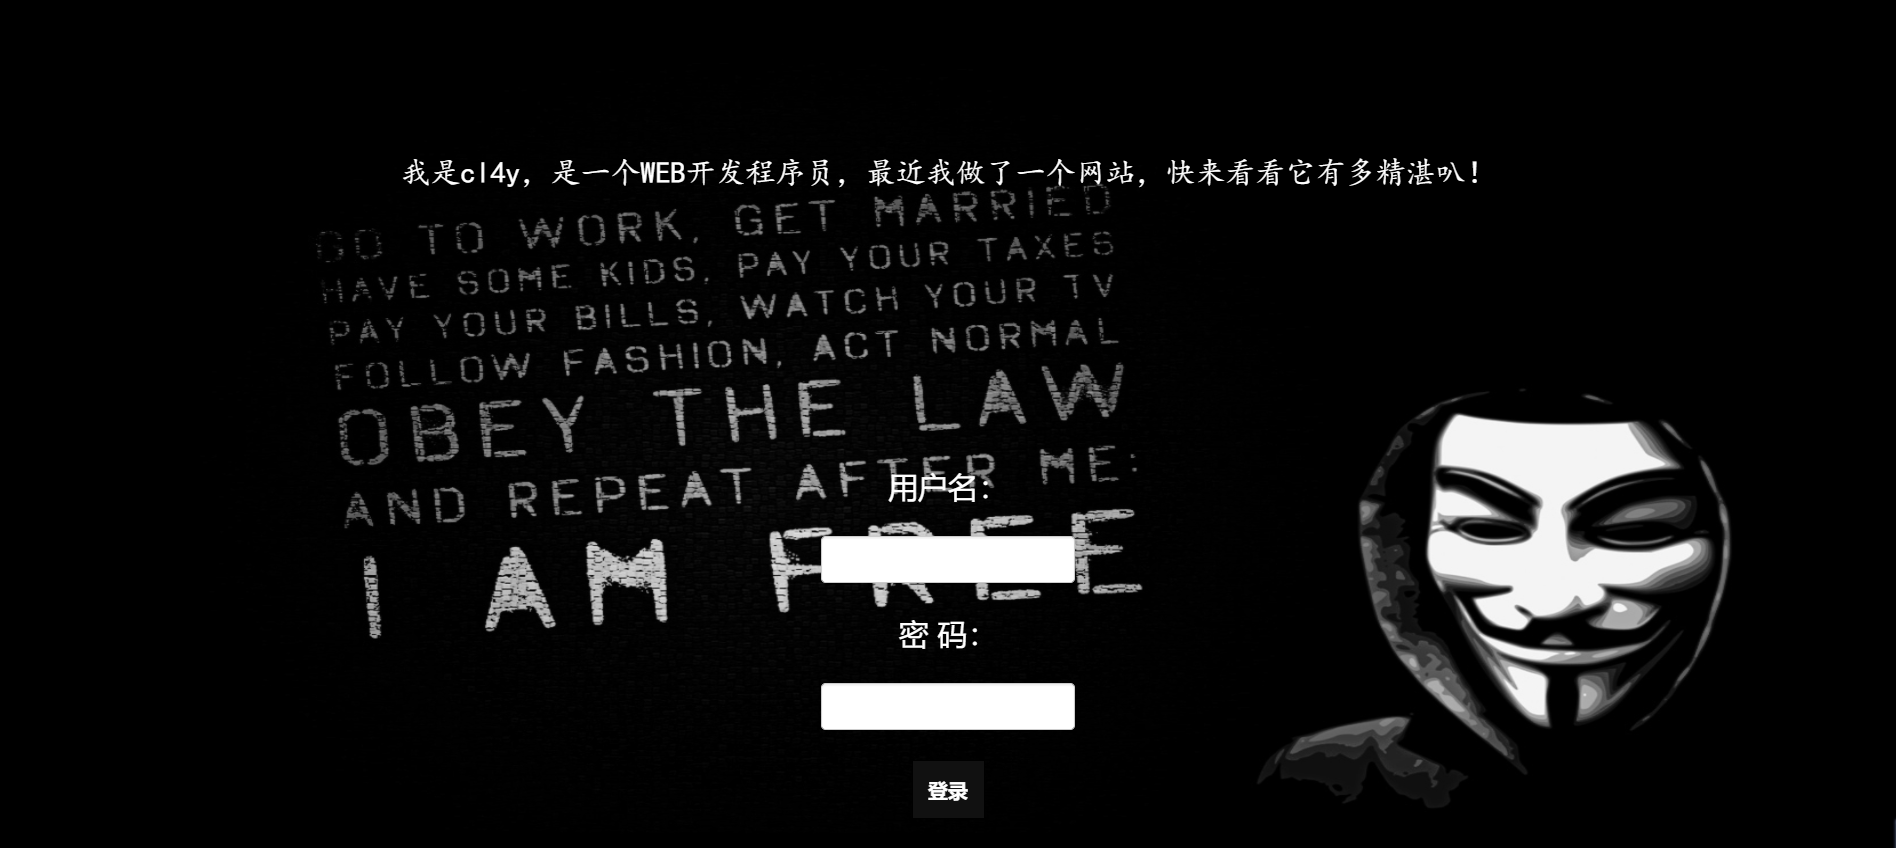 我是cl4y，是一个WEB开发程序员，最近我做了一个网站，快来看看它有多精湛叭！
GO TO WORK, GET MARRIED
HAVE SOME KIDS, PAY YOUR TAXES
PAY YOUR BILLS, WATCH YOUR TV
FOLLOW FASHION, ACT NORMAL
OBEY THE LAW
AND REPEAT AFTER ME:
I AM FREE
用户名：
密 码：
登录